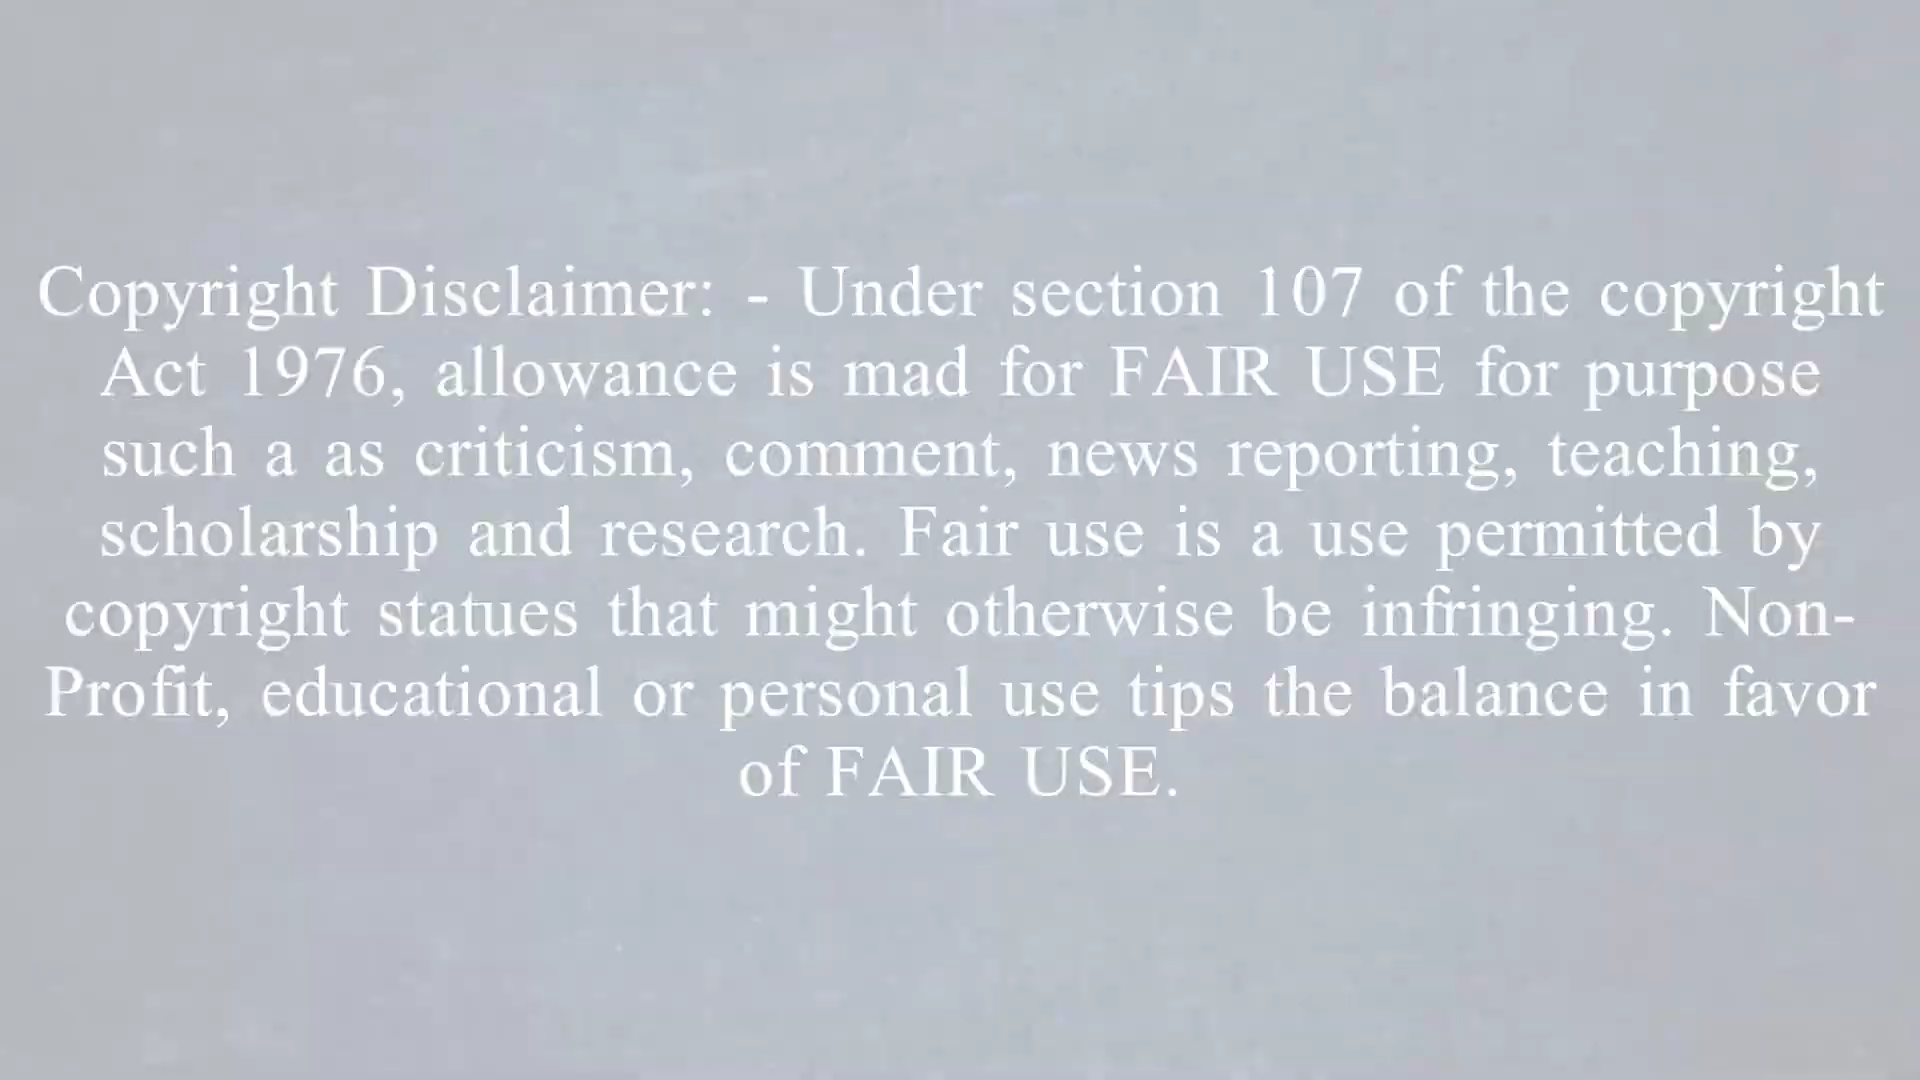 Copyright Disclaimer: - Under section 107 of the copyright
Act 1976, allowance is mad for FAIR USE for purpose
such a as criticism, comment, news reporting, teaching,
scholarship and research. Fair use is a use permitted by
copyright statues that might otherwise be infringing. Non-
Profit, educational or personal use tips the balance in favor
of FAIR USE.